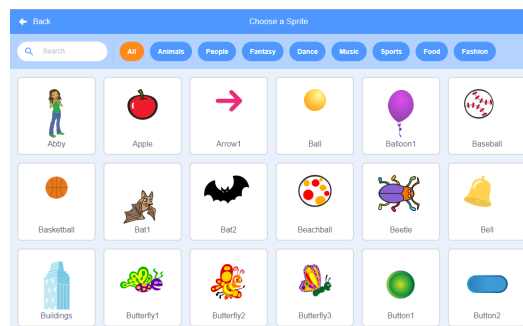 Back Choose a Sprite
Search All Animals People Fantasy Dance Music Sports Food Fashion
Abby Apple Arrow1 Ball Balloon1 Baseball
Basketball Bat1 Bat2 Beachball Beetle Bell
Buildings Butterfly1 Butterfly2 Butterfly3 Button1 Button2